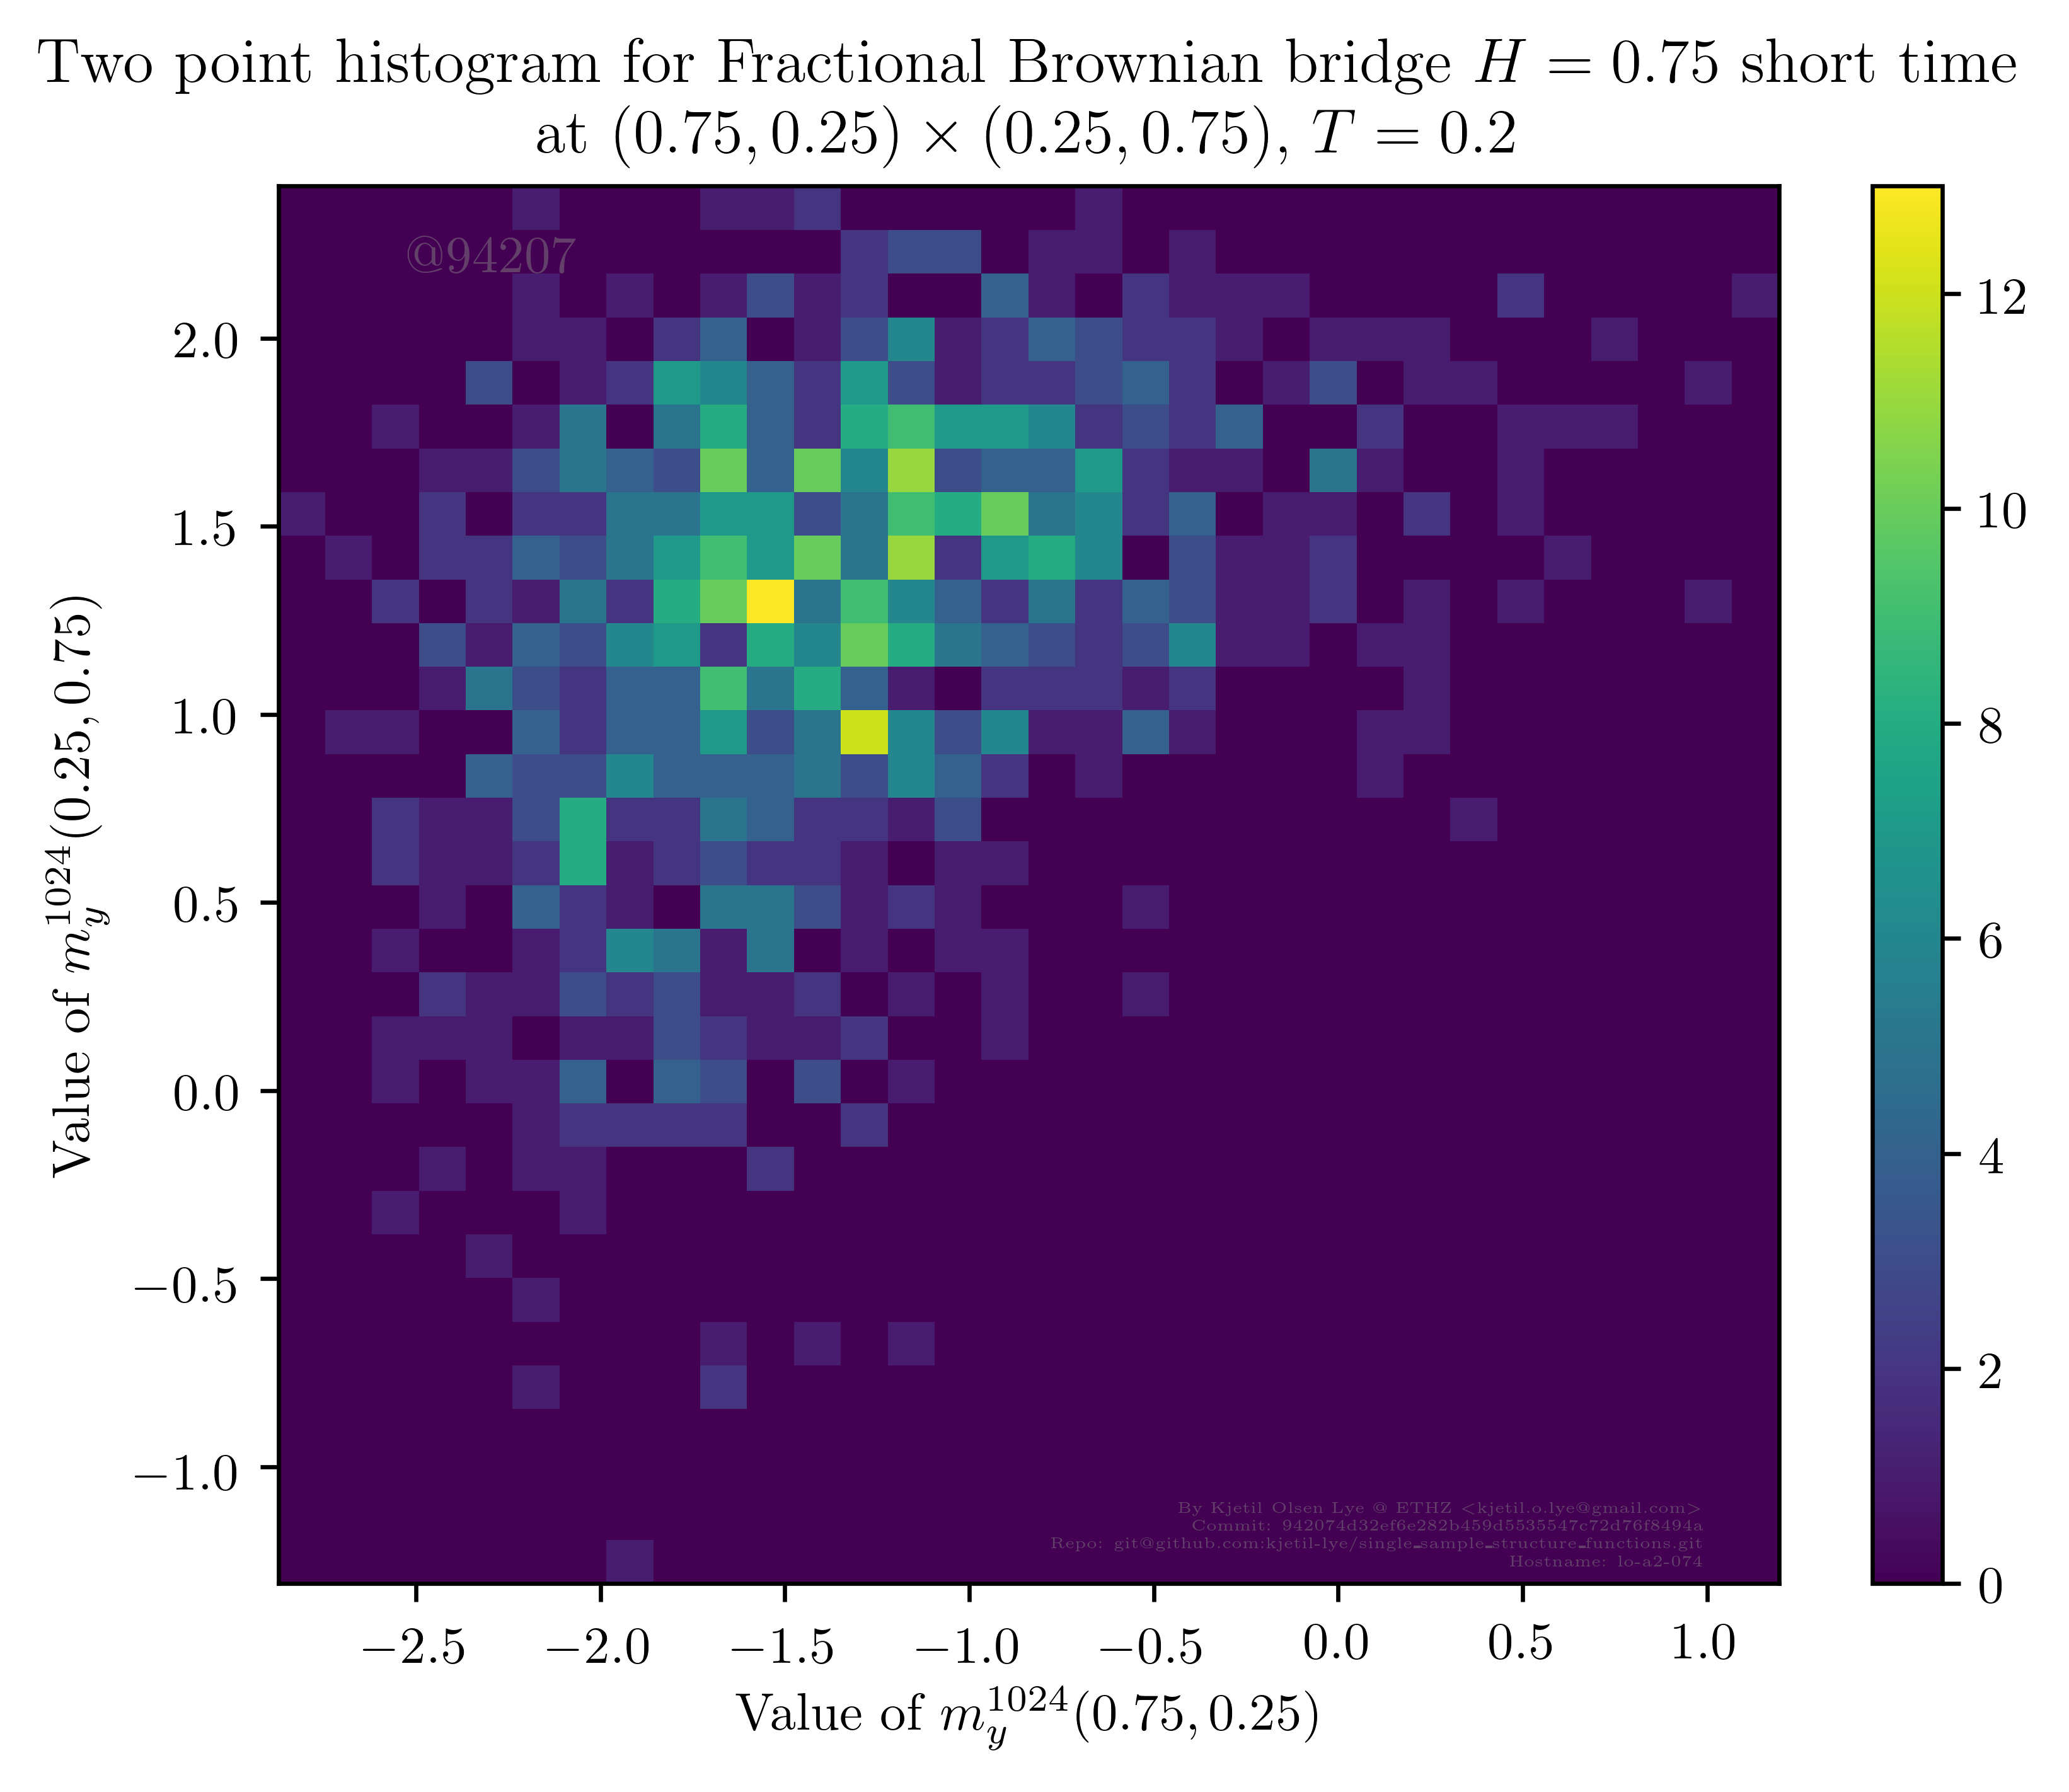 Two point histogram for Fractional Brownian bridge H = 0.75 short time
at (0.75, 0.25) × (0.25, 0.75), T = 0.2
@94207
2.0
1.5
1.0
0.5
0.0
−0.5
−1.0
Value of m_y^1024(0.25, 0.75)
−2.5 −2.0 −1.5 −1.0 −0.5 0.0 0.5 1.0
Value of m_y^1024(0.75, 0.25)
12
10
8
6
4
2
0
By Kjetil Olsen Lye @ ETHZ <kjetil.o.lye@gmail.com>
Commit: 942074d32ef6e282b459d5535547c72d76f8494a
Repo: git@github.com:kjetil-lye/single_sample_structure_functions.git
Hostname: lo-a2-074